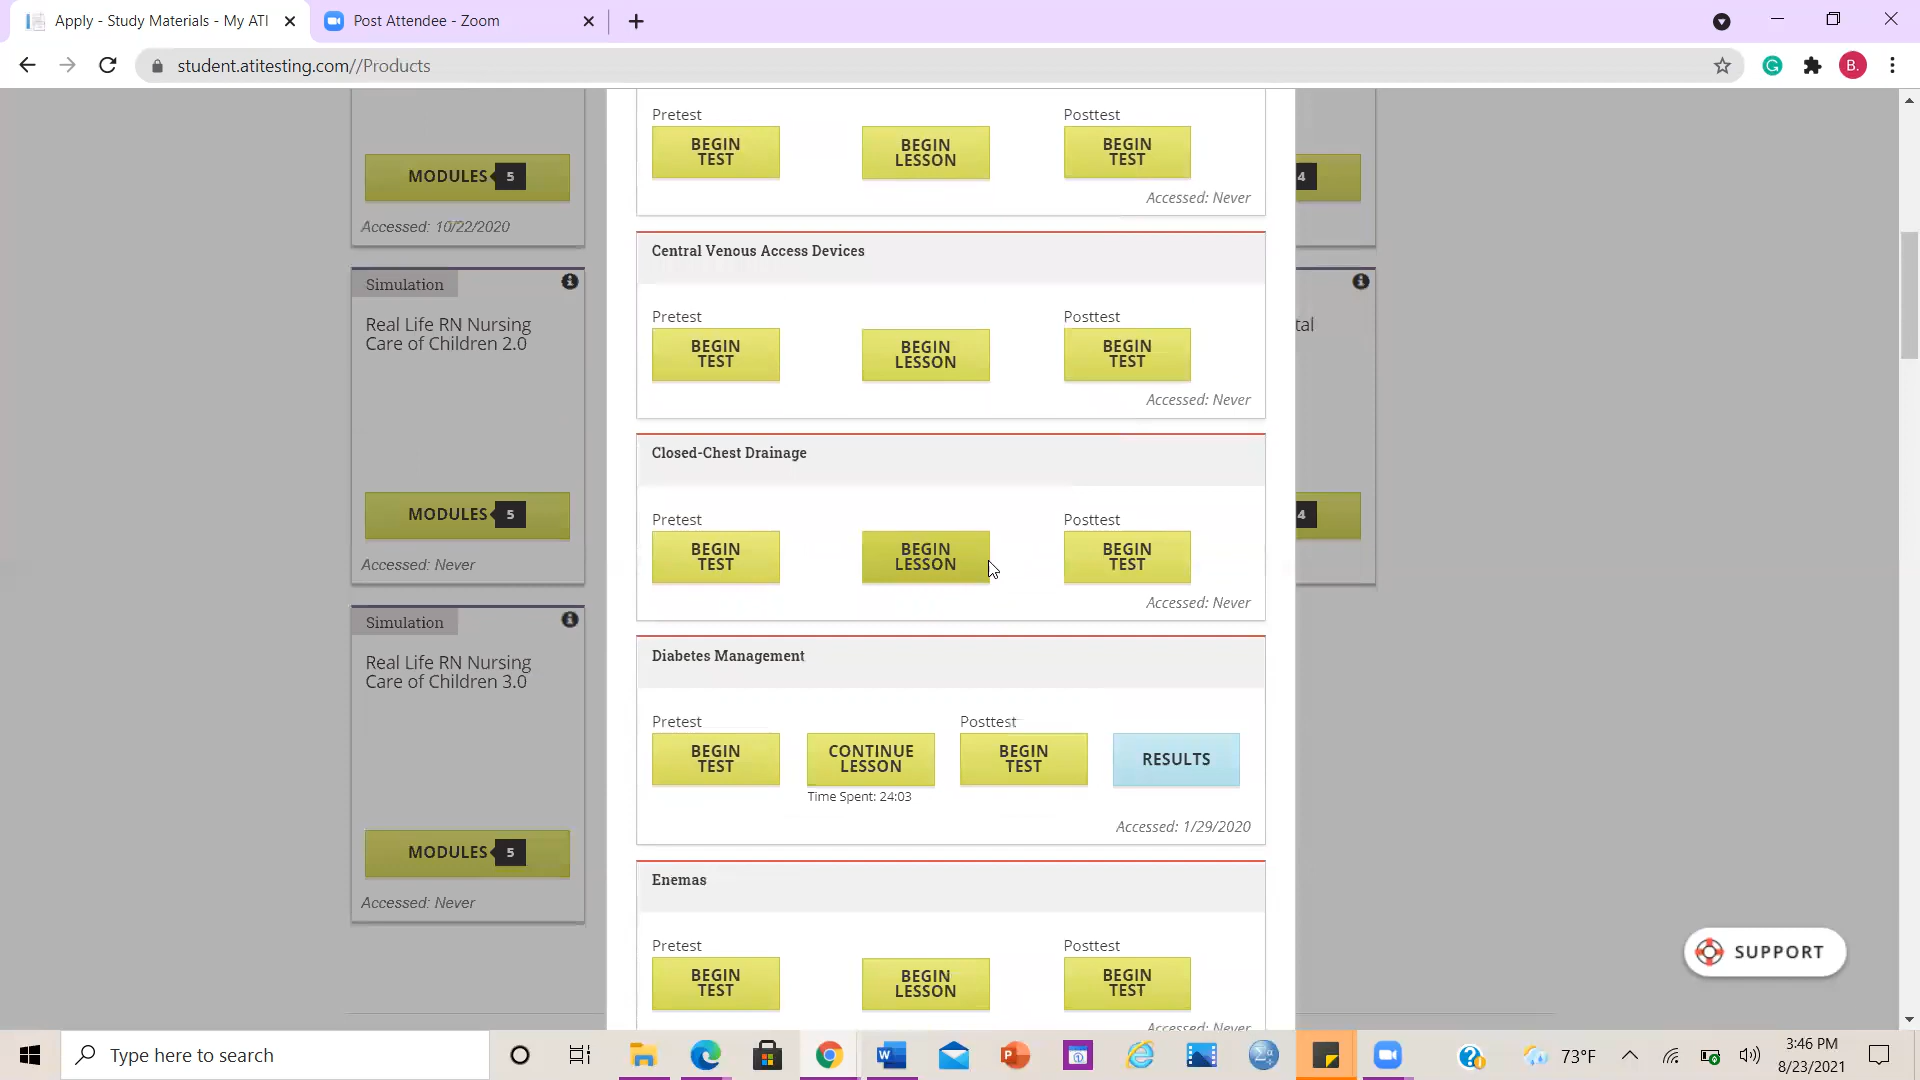 Apply - Study Materials - My ATI
Post Attendee - Zoom
student.atitesting.com//Products
B.
Pretest
Posttest
BEGIN
TEST
BEGIN
LESSON
BEGIN
TEST
Accessed: Never
MODULES 5
Accessed: 10/22/2020
4
Central Venous Access Devices
Pretest
Posttest
BEGIN
TEST
BEGIN
LESSON
BEGIN
TEST
Accessed: Never
Simulation
Real Life RN Nursing
Care of Children 2.0
tal
MODULES 5
Accessed: Never
4
Closed-Chest Drainage
Pretest
Posttest
BEGIN
TEST
BEGIN
LESSON
BEGIN
TEST
Accessed: Never
Simulation
Real Life RN Nursing
Care of Children 3.0
MODULES 5
Accessed: Never
Diabetes Management
Pretest
Posttest
BEGIN
TEST
CONTINUE
LESSON
BEGIN
TEST
RESULTS
Time Spent: 24:03
Accessed: 1/29/2020
Enemas
Pretest
Posttest
BEGIN
TEST
BEGIN
LESSON
BEGIN
TEST
Accessed: Never
SUPPORT
Type here to search
73°F
3:46 PM
8/23/2021